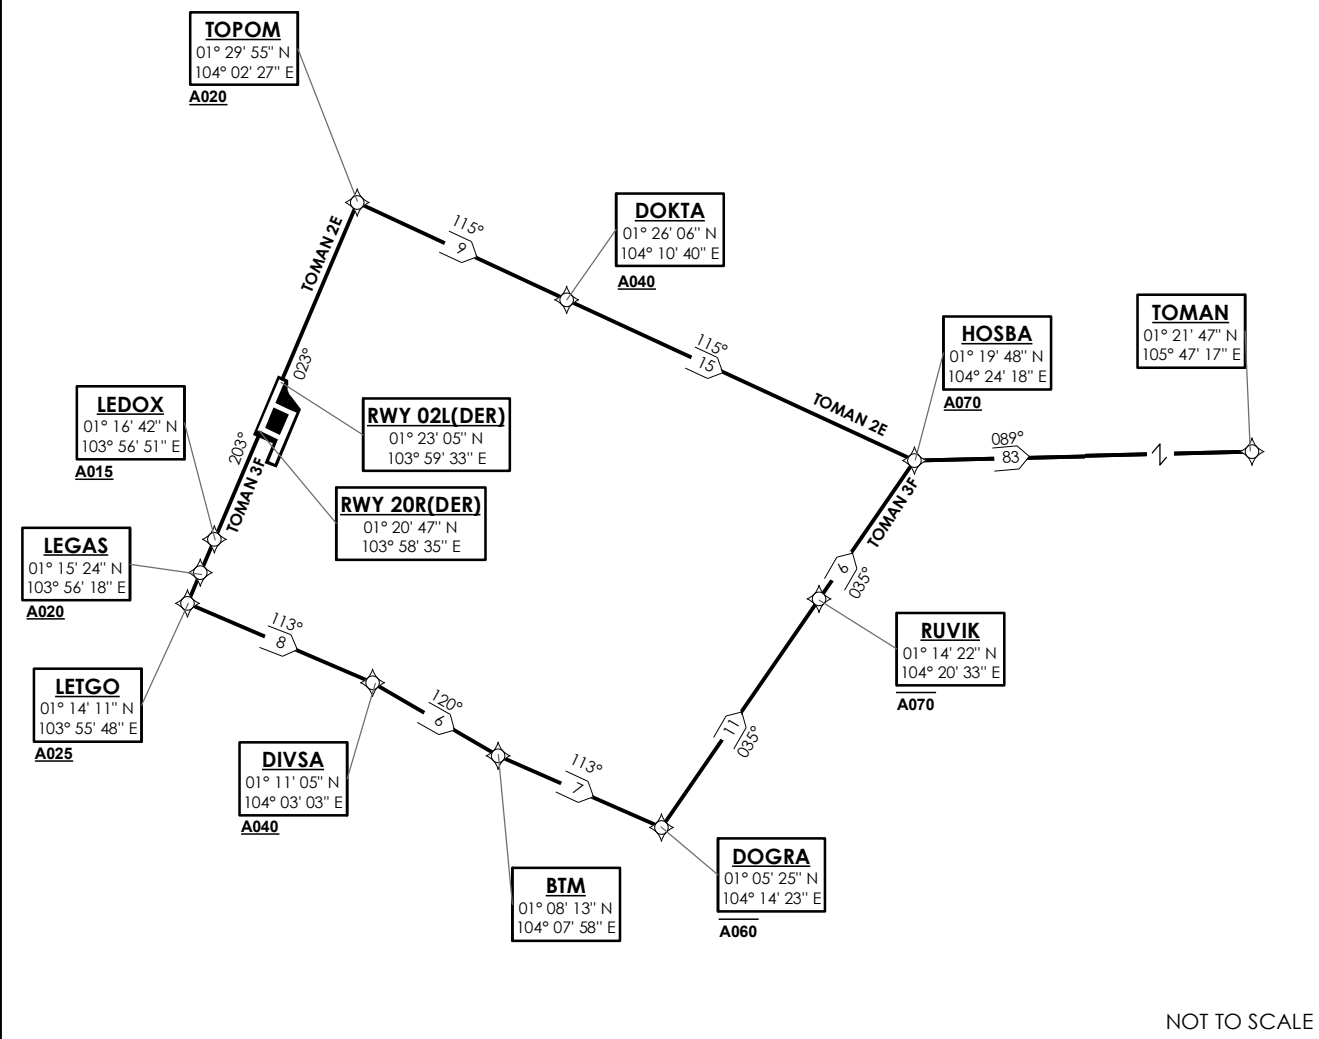 TOPOM
01° 29' 55" N
104° 02' 27" E
A020
TOMAN 2E
115°
9
DOKTA
01° 26' 06" N
104° 10' 40" E
A040
115°
15
TOMAN 2E
HOSBA
01° 19' 48" N
104° 24' 18" E
A070
TOMAN
01° 21' 47" N
105° 47' 17" E
089°
83
023°
RWY 02L(DER)
01° 23' 05" N
103° 59' 33" E
RWY 20R(DER)
01° 20' 47" N
103° 58' 35" E
LEDOX
01° 16' 42" N
103° 56' 51" E
A015
203°
TOMAN 3F
LEGAS
01° 15' 24" N
103° 56' 18" E
A020
LETGO
01° 14' 11" N
103° 55' 48" E
A025
113°
8
DIVSA
01° 11' 05" N
104° 03' 03" E
A040
120°
6
BTM
01° 08' 13" N
104° 07' 58" E
113°
7
DOGRA
01° 05' 25" N
104° 14' 23" E
A060
11
035°
RUVIK
01° 14' 22" N
104° 20' 33" E
A070
6
035°
TOMAN 3F
NOT TO SCALE